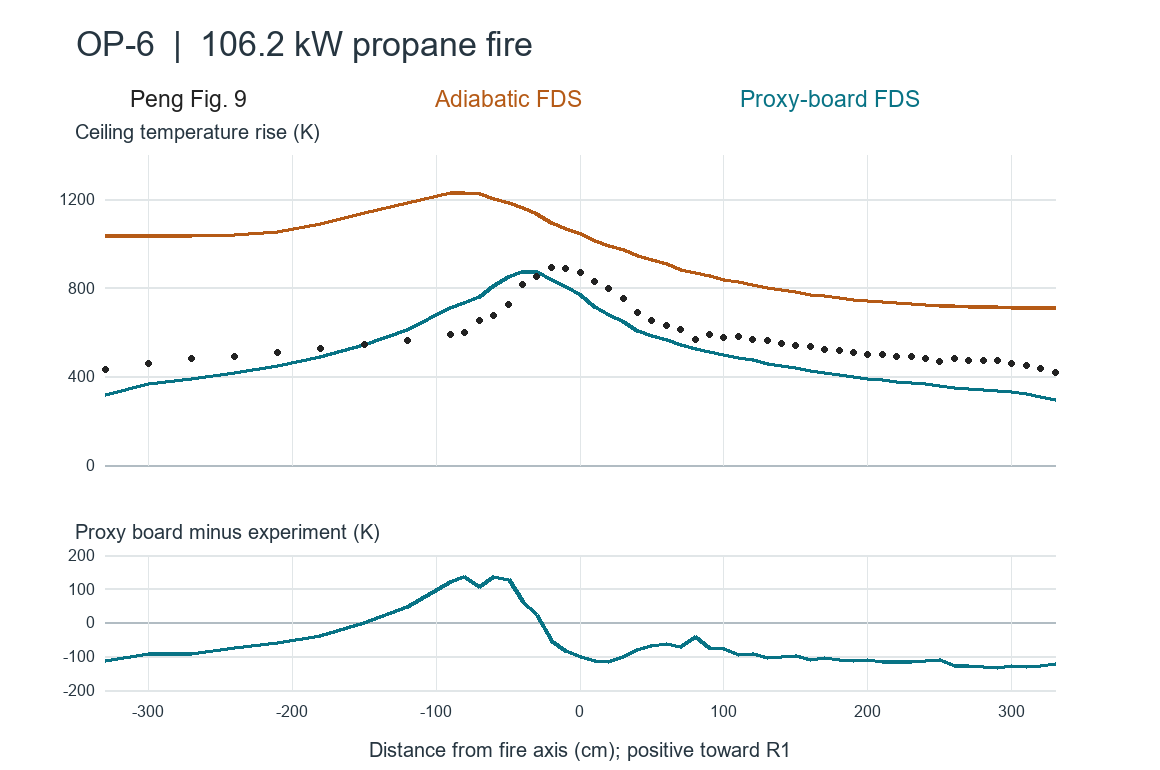 OP-6 | 106.2 kW propane fire
Peng Fig. 9 Adiabatic FDS Proxy-board FDS
Ceiling temperature rise (K)
1200
800
400
0
Proxy board minus experiment (K)
200
100
0
-100
-200
-300 -200 -100 0 100 200 300
Distance from fire axis (cm); positive toward R1